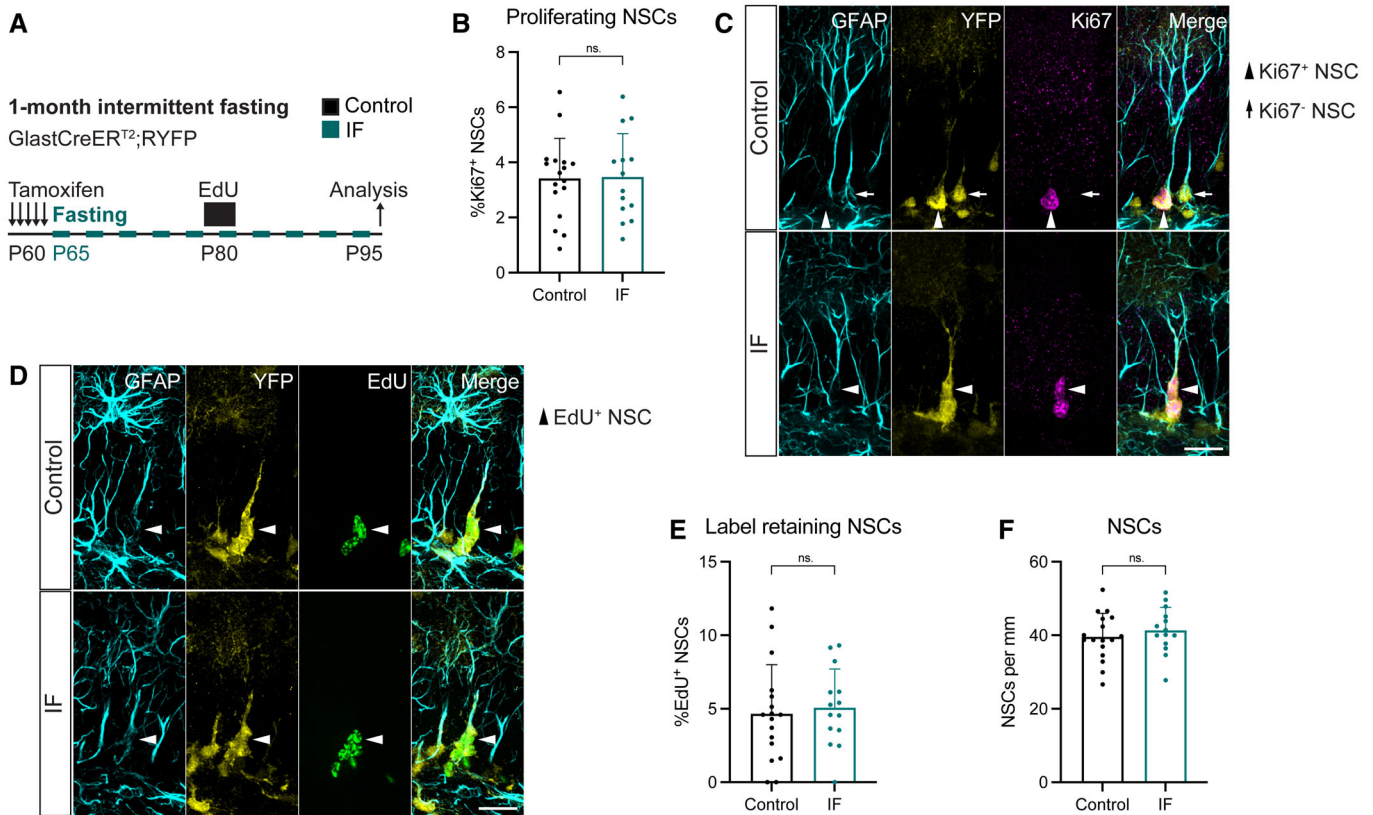 A
1-month intermittent fasting
GlastCreERT2;RYFP
Control
IF
Tamoxifen
Fasting
EdU
Analysis
P60 P65 P80 P95
B
Proliferating NSCs
ns.
%Ki67+ NSCs
8
6
4
2
0
Control IF
C
GFAP YFP Ki67 Merge
Control
IF
Ki67+ NSC
Ki67- NSC
D
GFAP YFP EdU Merge
Control
IF
EdU+ NSC
E
Label retaining NSCs
ns.
%EdU+ NSCs
15
10
5
0
Control IF
F
NSCs
ns.
NSCs per mm
60
40
20
0
Control IF